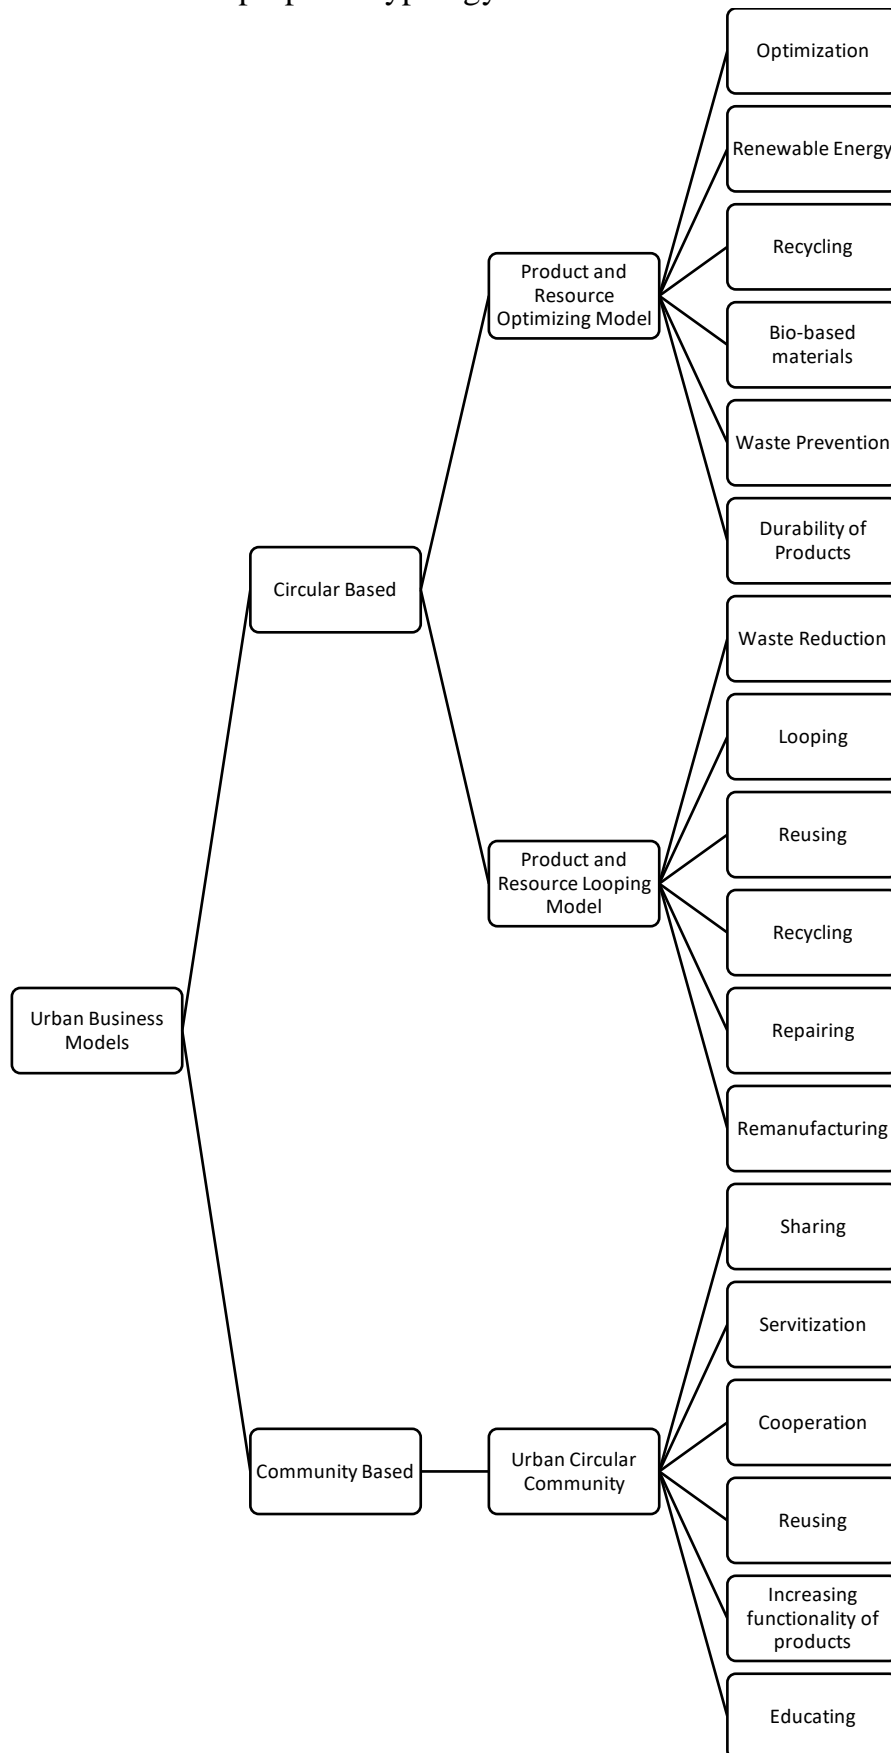 Optimization
Renewable Energy
Recycling
Product and
Resource
Optimizing Model
Bio-based
materials
Waste Prevention
Durability of
Products
Circular Based
Waste Reduction
Looping
Reusing
Product and
Resource Looping
Model
Recycling
Urban Business
Models
Repairing
Remanufacturing
Sharing
Servitization
Cooperation
Community Based
Urban Circular
Community
Reusing
Increasing
functionality of
products
Educating